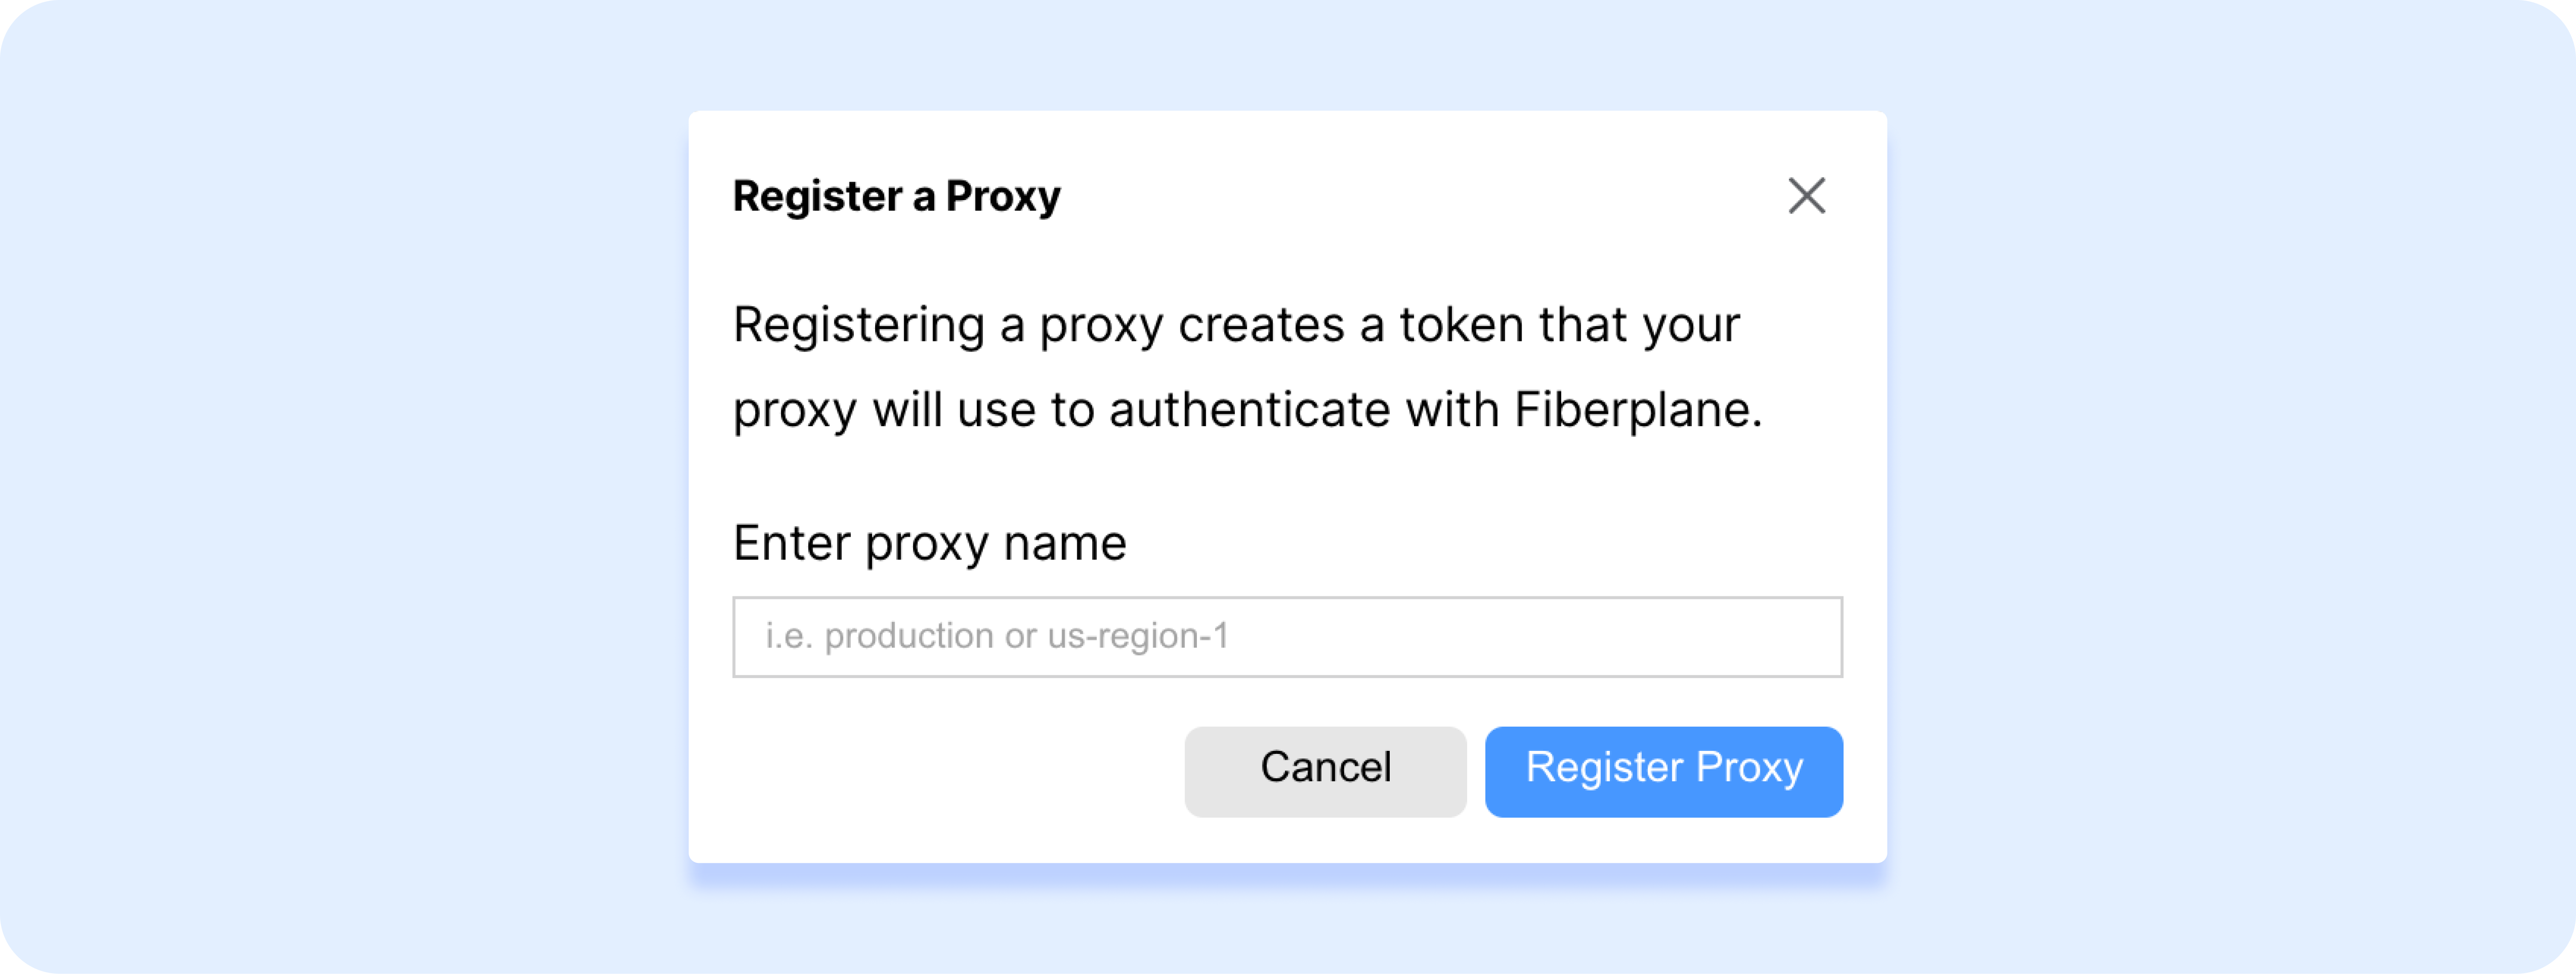 Register a Proxy
Registering a proxy creates a token that your
proxy will use to authenticate with Fiberplane.
Enter proxy name
i.e. production or us-region-1
Cancel
Register Proxy